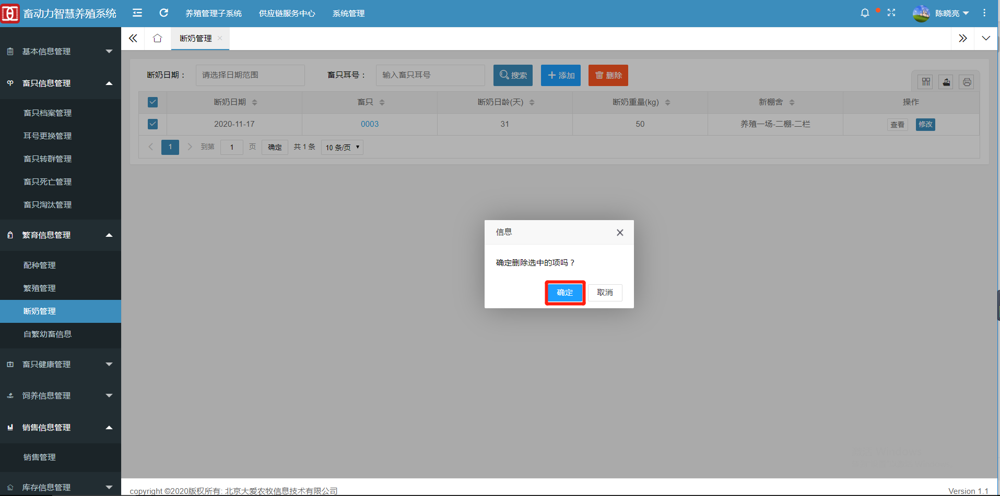 畜动力智慧养殖系统
养殖管理子系统 供应链服务中心 系统管理 陈晓亮
断奶管理
基本信息管理
畜只信息管理
畜只档案管理
耳号更换管理
畜只转群管理
畜只死亡管理
畜只淘汰管理
繁育信息管理
配种管理
繁殖管理
断奶管理
自繁幼畜信息
畜只健康管理
饲养信息管理
销售信息管理
销售管理
库存信息管理
断奶日期： 请选择日期范围 畜只耳号： 输入畜只耳号 搜索 添加 删除
断奶日期 畜只 断奶日龄(天) 断奶重量(kg) 新棚舍 操作
2020-11-17 0003 31 50 养殖一场-二棚-二栏 查看 修改
1 到第 1 页 确定 共 1 条 10 条/页
信息
确定删除选中的项吗？
确定 取消
copyright ©2020版权所有: 北京大爱农牧信息技术有限公司 Version 1.1